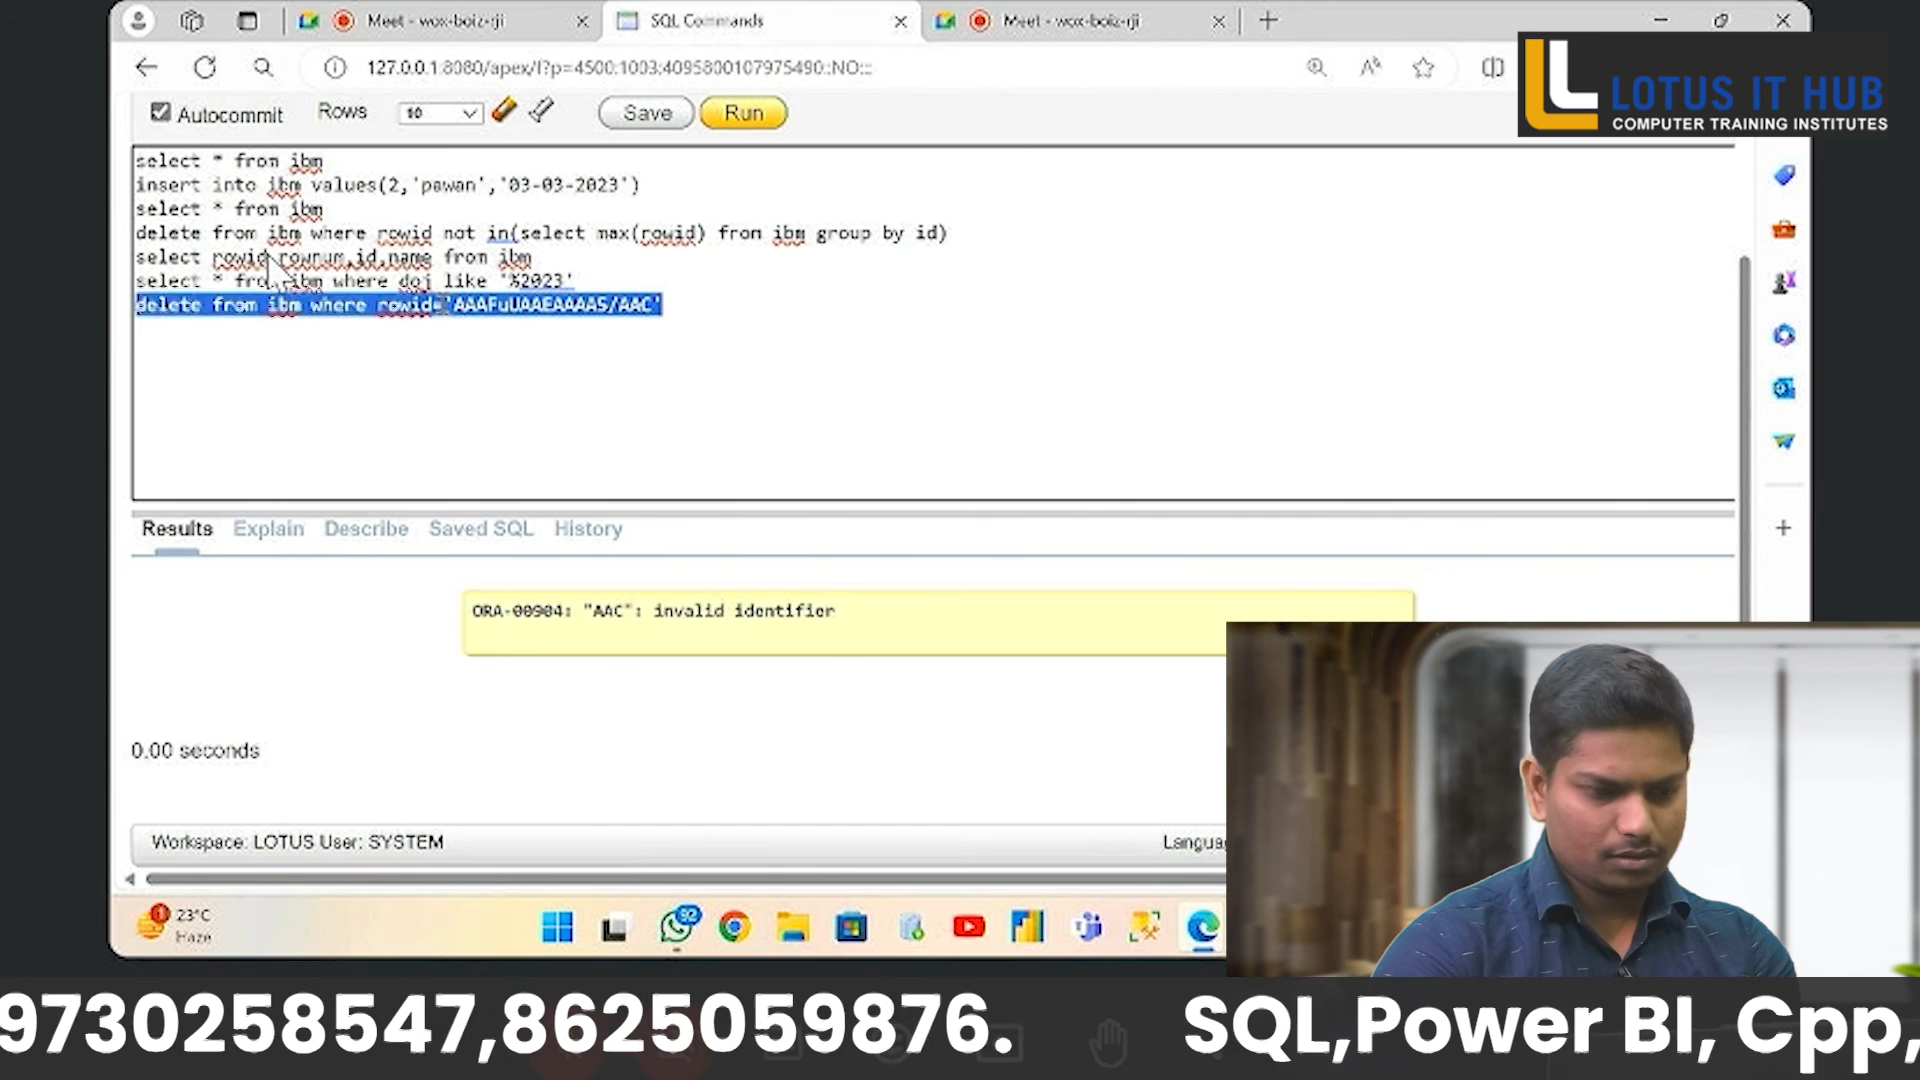 Meet - wox-boiz-rji
SQL Commands
Meet - wox-boiz-rji
127.0.0.1:8080/apex/f?p=4500:1003:4095800107975490::NO:::
LOTUS IT HUB
COMPUTER TRAINING INSTITUTES
Autocommit Rows 10 Save Run
select * from ibm
insert into ibm values(2,'pawan','03-03-2023')
select * from ibm
delete from ibm where rowid not in(select max(rowid) from ibm group by id)
select rowid,rownum,id,name from ibm
select * from ibm where doj like '%2023'
delete from ibm where rowid='AAAFuUAAEAAAAS/AAC'
Results Explain Describe Saved SQL History
ORA-00904: "AAC": invalid identifier
0.00 seconds
Workspace: LOTUS User: SYSTEM
Langua
1
23°C
Haze
92
9730258547,8625059876.
SQL,Power BI, Cpp,